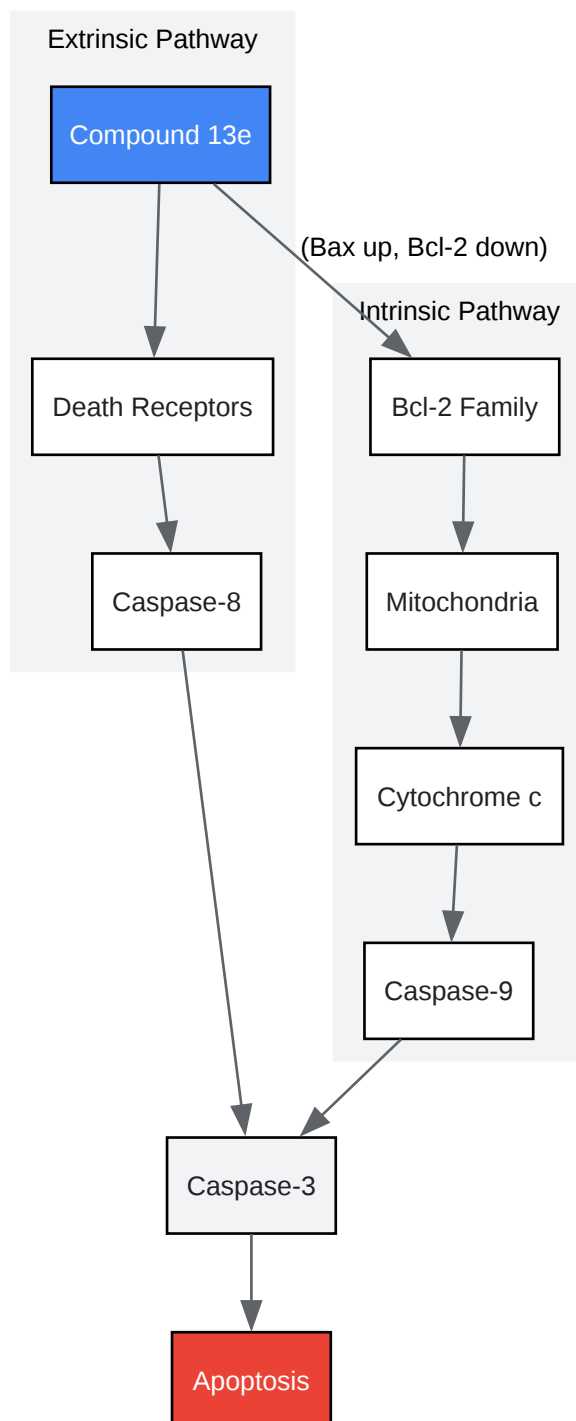 Extrinsic Pathway
Compound 13e
(Bax up, Bcl-2 down)
Intrinsic Pathway
Death Receptors
Bcl-2 Family
Caspase-8
Mitochondria
Cytochrome c
Caspase-9
Caspase-3
Apoptosis